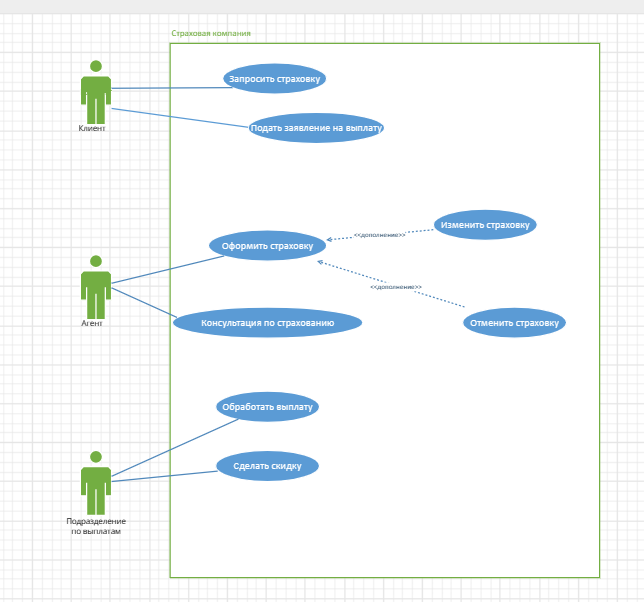 Страховая компания
Запросить страховку
Клиент
Подать заявление на выплату
Изменить страховку
<<дополнение>>
Оформить страховку
<<дополнение>>
Агент
Консультация по страхованию
Отменить страховку
Обработать выплату
Сделать скидку
Подразделение
по выплатам